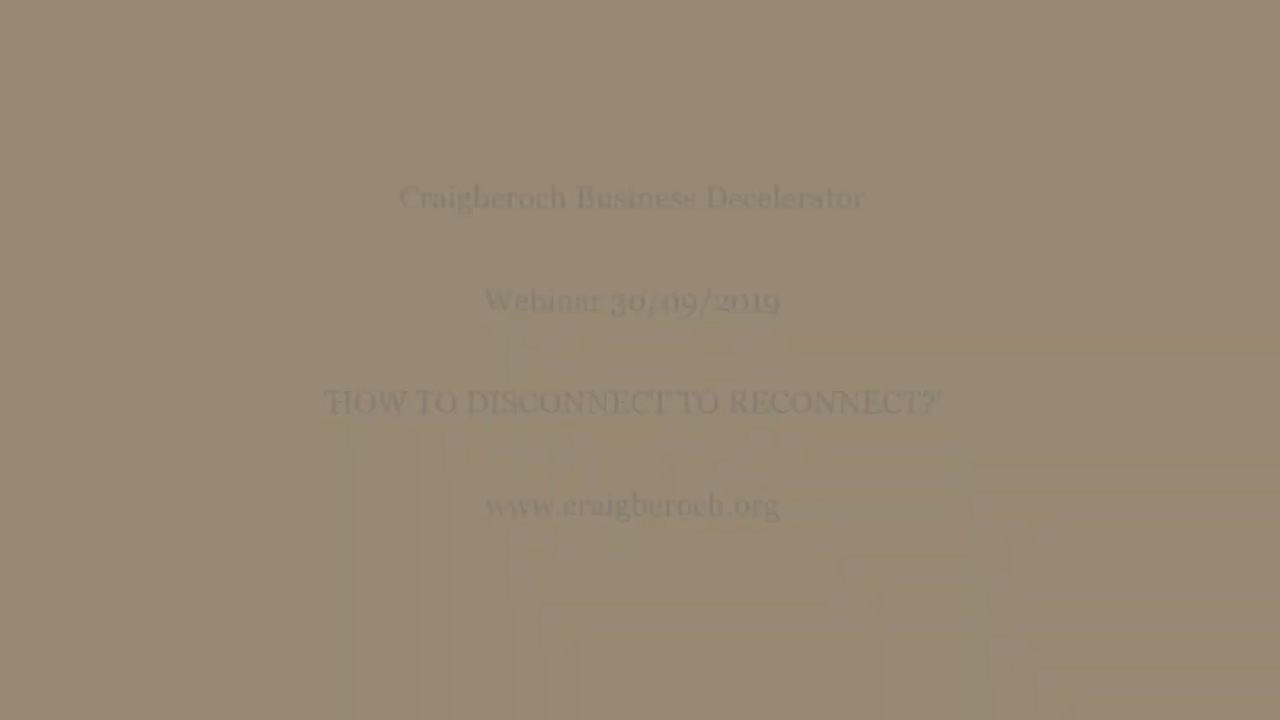 Craigberoch Business Decelerator
Webinar 30/09/2019
'HOW TO DISCONNECT TO RECONNECT?'
www.craigberoch.org